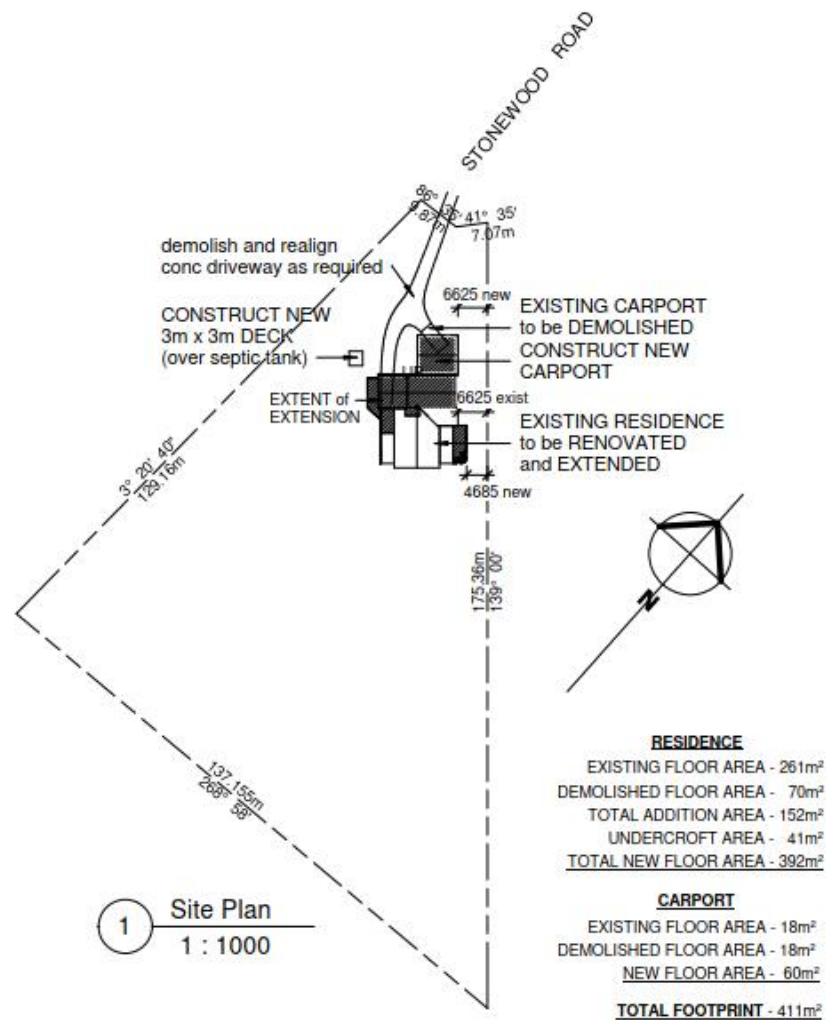 STONEWOOD ROAD
86° 26'
9.87m
41° 35'
7.07m
demolish and realign
conc driveway as required
6625 new
EXISTING CARPORT
to be DEMOLISHED
CONSTRUCT NEW
3m x 3m DECK
(over septic tank)
CONSTRUCT NEW
CARPORT
EXTENT of
EXTENSION
6625 exist
EXISTING RESIDENCE
to be RENOVATED
and EXTENDED
4685 new
3° 20' 40"
129.16m
175.36m
139° 00'
N
137.155m
268° 58'
RESIDENCE
EXISTING FLOOR AREA - 261m²
DEMOLISHED FLOOR AREA - 70m²
TOTAL ADDITION AREA - 152m²
UNDERCROFT AREA - 41m²
TOTAL NEW FLOOR AREA - 392m²
CARPORT
EXISTING FLOOR AREA - 18m²
DEMOLISHED FLOOR AREA - 18m²
NEW FLOOR AREA - 60m²
TOTAL FOOTPRINT - 411m²
1
Site Plan
1 : 1000